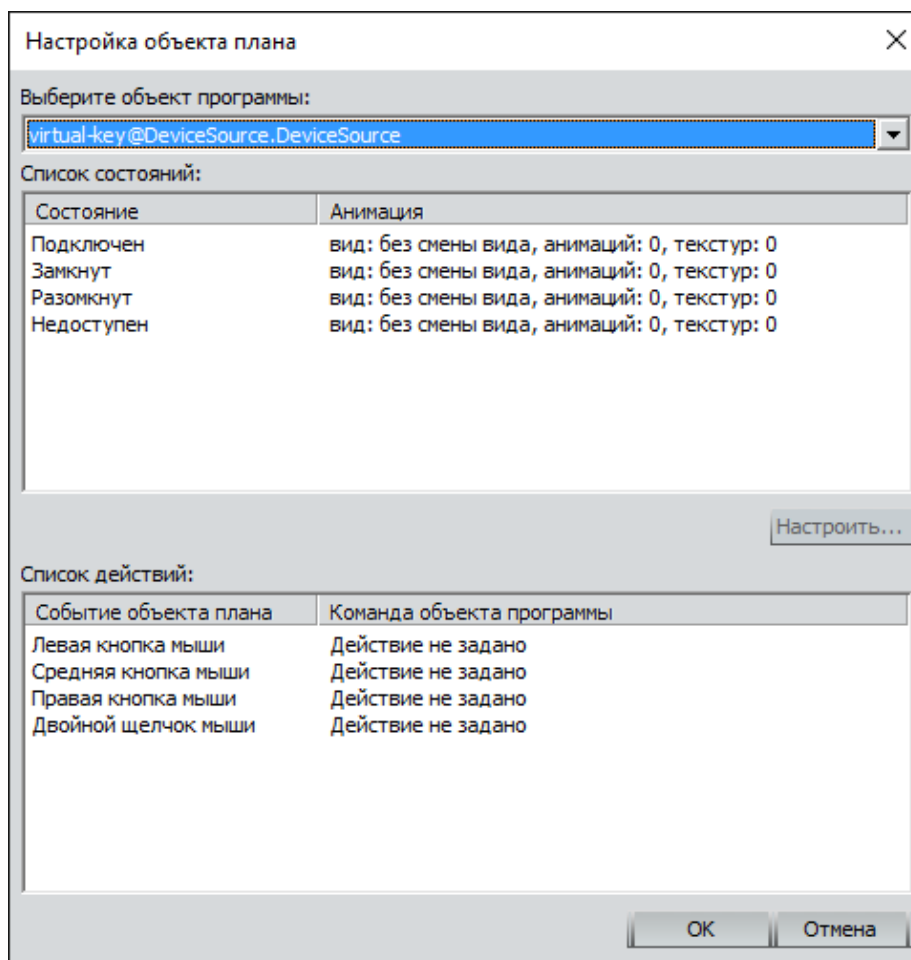 Настройка объекта плана
Выберите объект программы:
virtual-key@DeviceSource.DeviceSource
Список состояний:
Состояние Анимация
Подключен вид: без смены вида, анимаций: 0, текстур: 0
Замкнут вид: без смены вида, анимаций: 0, текстур: 0
Разомкнут вид: без смены вида, анимаций: 0, текстур: 0
Недоступен вид: без смены вида, анимаций: 0, текстур: 0
Настроить...
Список действий:
Событие объекта плана Команда объекта программы
Левая кнопка мыши Действие не задано
Средняя кнопка мыши Действие не задано
Правая кнопка мыши Действие не задано
Двойной щелчок мыши Действие не задано
OK Отмена